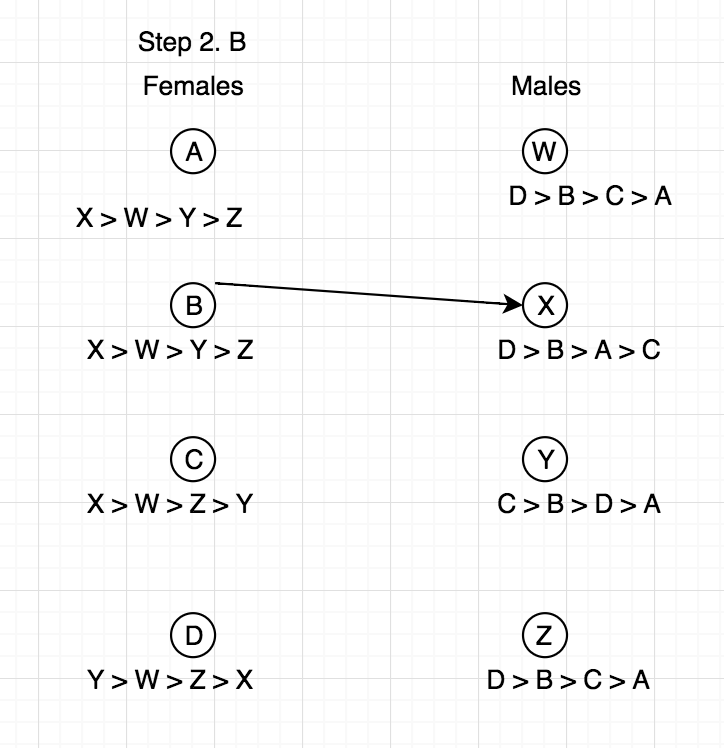 Step 2. B
Females Males
A W
D > B > C > A
X > W > Y > Z
B X
X > W > Y > Z D > B > A > C
C Y
X > W > Z > Y C > B > D > A
D Z
Y > W > Z > X D > B > C > A